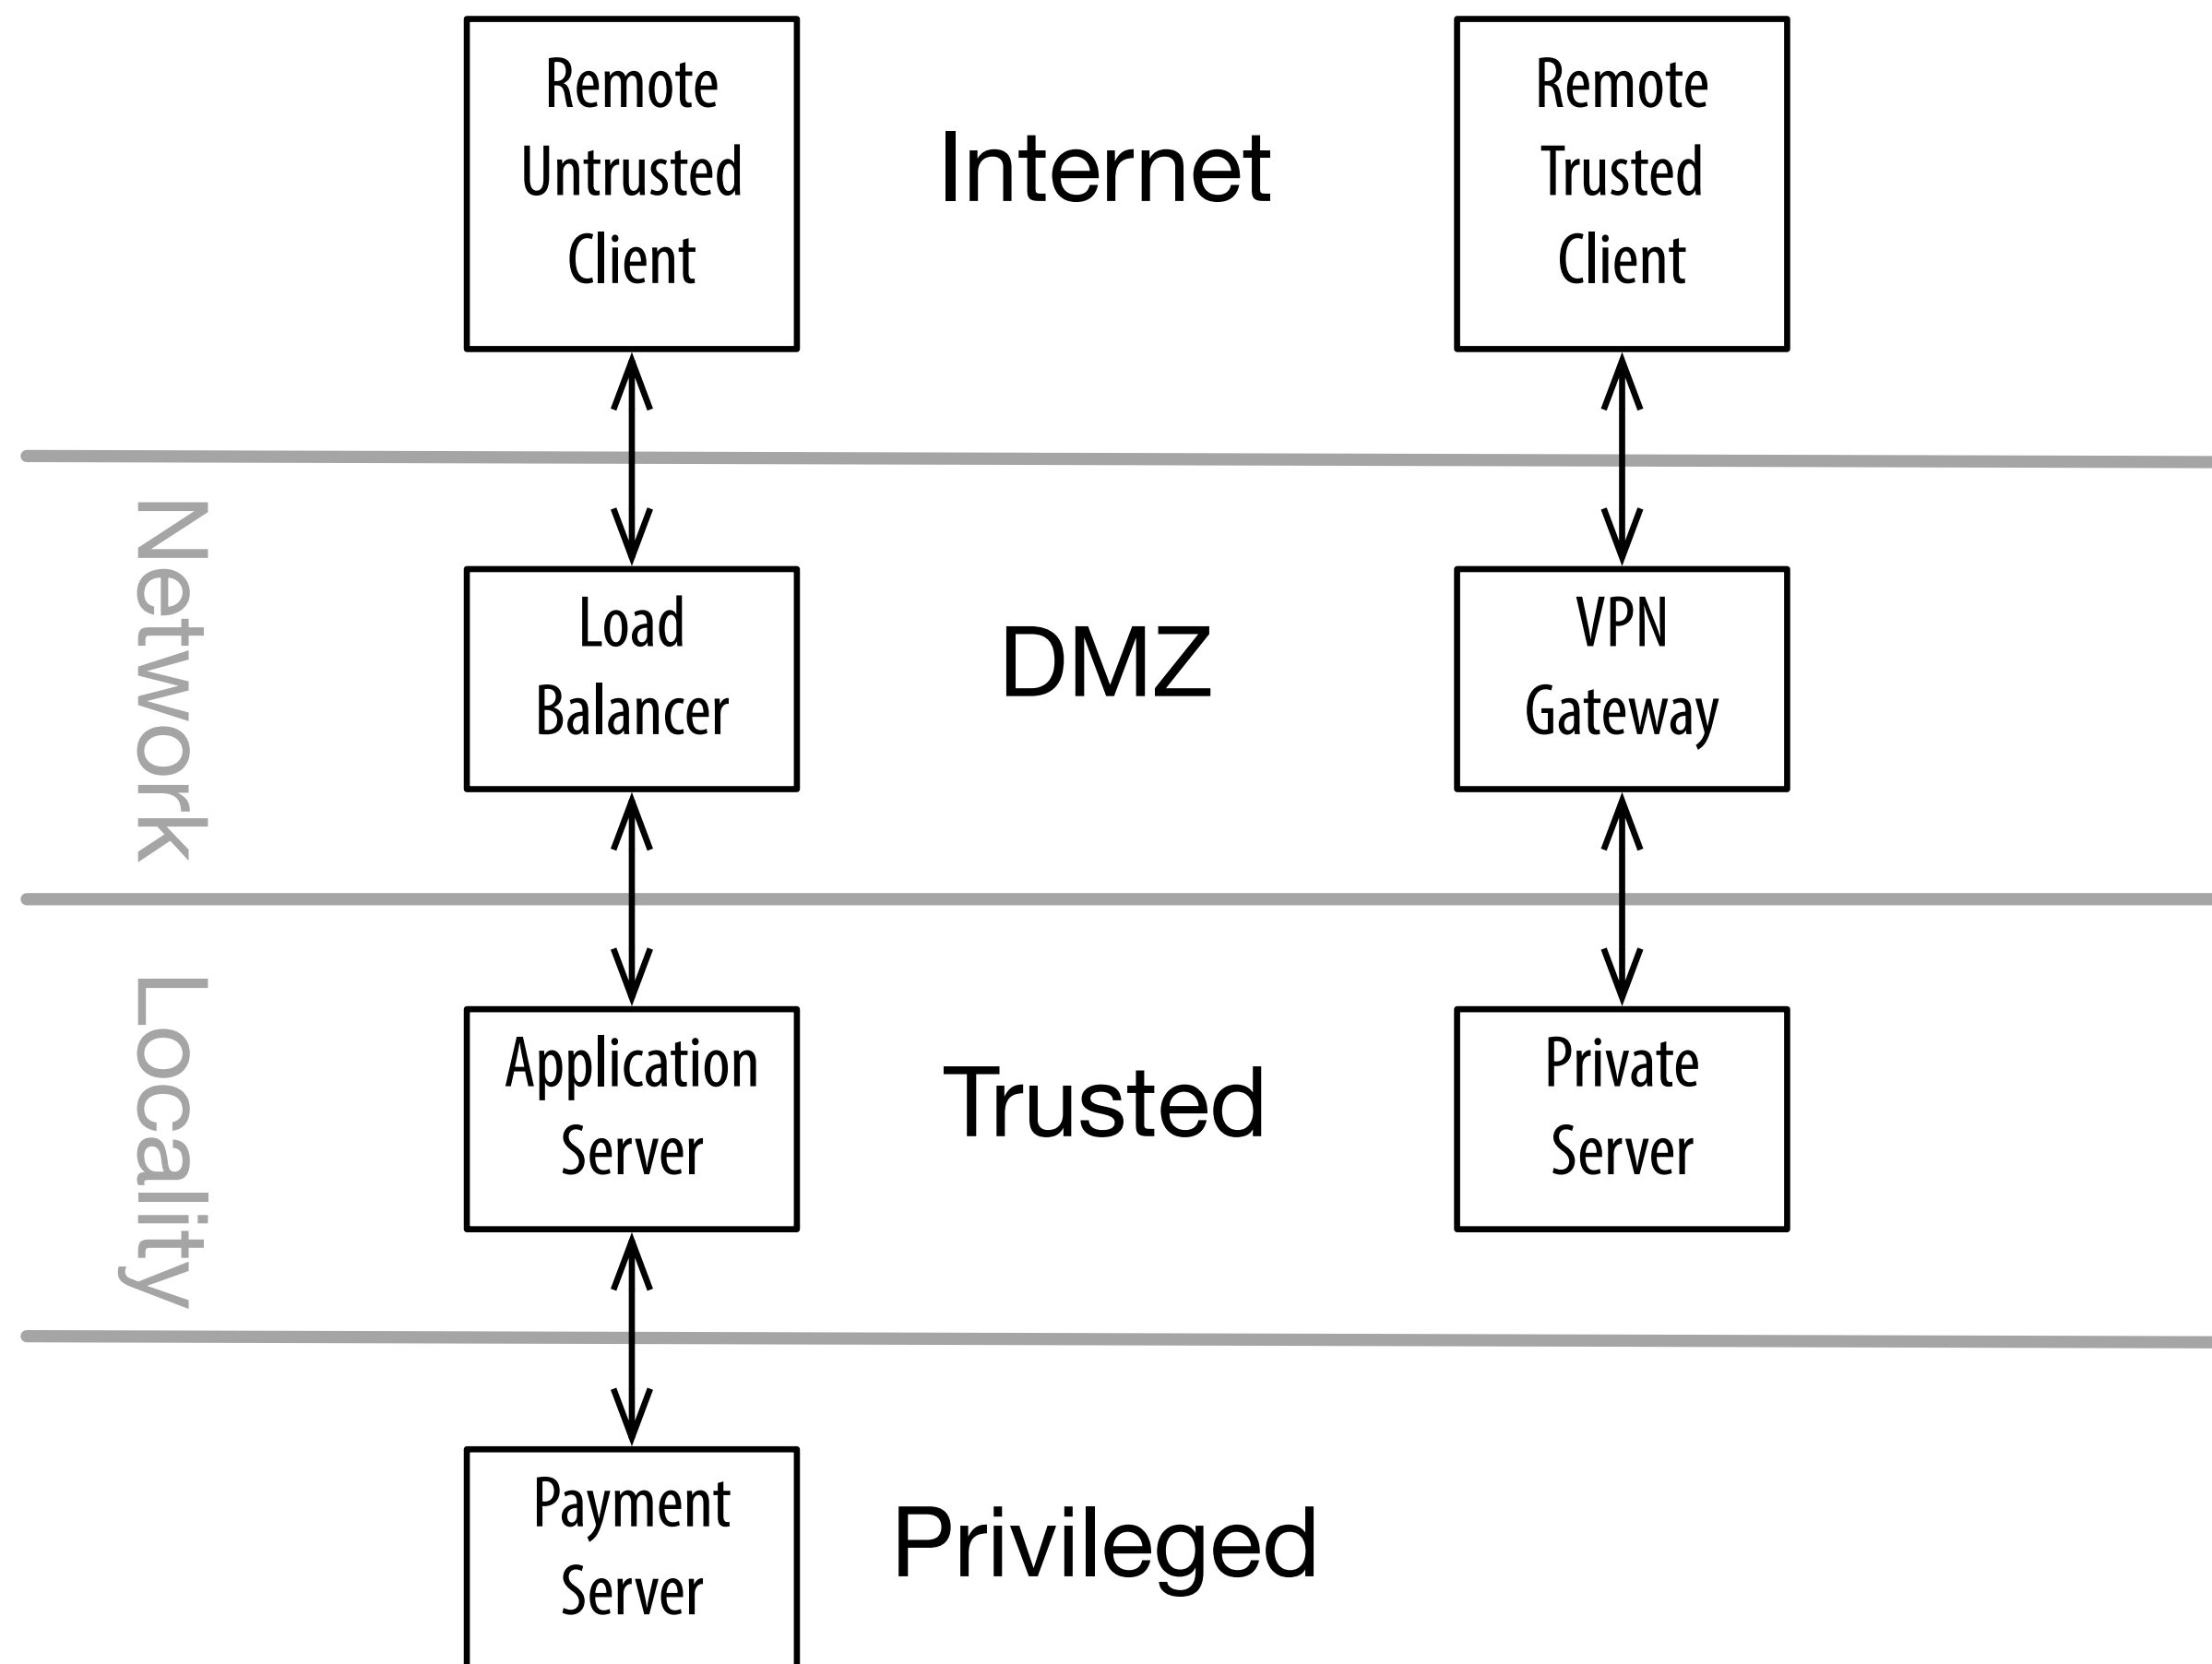 Remote
Untrusted
Client
Internet
Remote
Trusted
Client
Network
Load
Balancer
DMZ
VPN
Gateway
Locality
Application
Server
Trusted
Private
Server
Payment
Server
Privileged